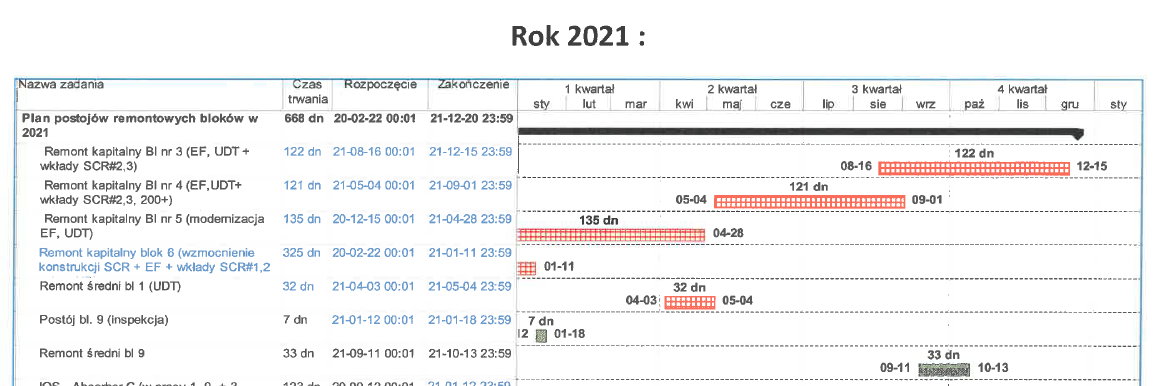 Rok 2021 :
Nazwa zadania Czas trwania Rozpoczęcie Zakończenie 1 kwartał 2 kwartał 3 kwartał 4 kwartał
sty lut mar kwi maj cze lip sie wrz paź lis gru sty
Plan postojów remontowych bloków w 668 dn 20-02-22 00:01 21-12-20 23:59
2021
Remont kapitalny Bl nr 3 (EF, UDT + 122 dn 21-08-16 00:01 21-12-15 23:59 122 dn
wkłady SCR#2,3) 08-16 12-15
Remont kapitalny Bl nr 4 (EF,UDT+ 121 dn 21-05-04 00:01 21-09-01 23:59 121 dn
wkłady SCR#2,3, 200+) 05-04 09-01
Remont kapitalny Bl nr 5 (modernizacja 135 dn 20-12-15 00:01 21-04-28 23:59 135 dn
EF, UDT) 04-28
Remont kapitalny blok 6 (wzmocnienie 325 dn 20-02-22 00:01 21-01-11 23:59
konstrukcji SCR + EF + wkłady SCR#1,2 01-11
Remont średni bl 1 (UDT) 32 dn 21-04-03 00:01 21-05-04 23:59 32 dn
04-03 05-04
Postój bl. 9 (inspekcja) 7 dn 21-01-12 00:01 21-01-18 23:59 7 dn
12 01-18
Remont średni bl 9 33 dn 21-09-11 00:01 21-10-13 23:59 33 dn
09-11 10-13